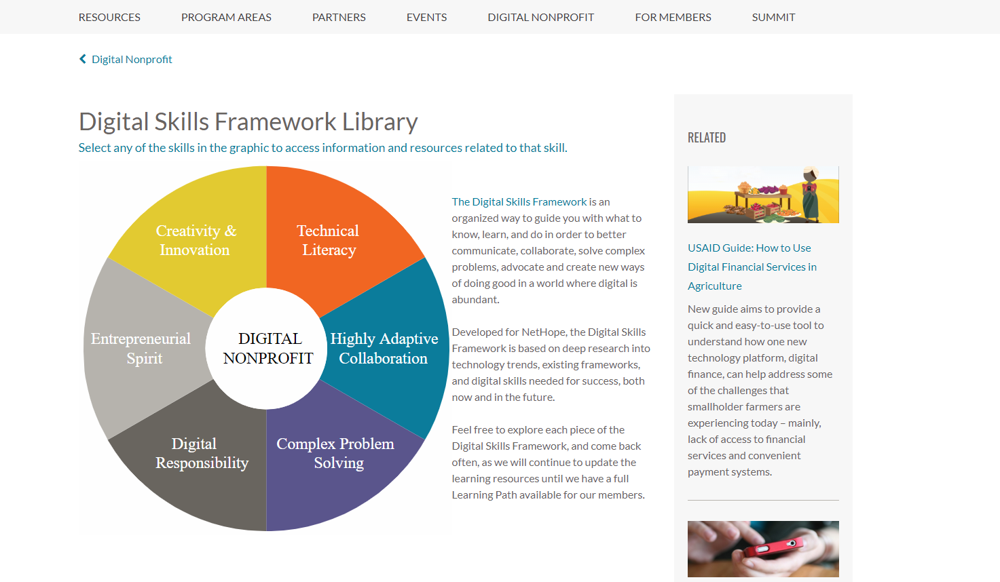 RESOURCES PROGRAM AREAS PARTNERS EVENTS DIGITAL NONPROFIT FOR MEMBERS SUMMIT
Digital Nonprofit
Digital Skills Framework Library
Select any of the skills in the graphic to access information and resources related to that skill.
Creativity &
Innovation
Technical
Literacy
Entrepreneurial
Spirit
DIGITAL
NONPROFIT
Highly Adaptive
Collaboration
Digital
Responsibility
Complex Problem
Solving
The Digital Skills Framework is an
organized way to guide you with what to
know, learn, and do in order to better
communicate, collaborate, solve complex
problems, advocate and create new ways
of doing good in a world where digital is
abundant.
Developed for NetHope, the Digital Skills
Framework is based on deep research into
technology trends, existing frameworks,
and digital skills needed for success, both
now and in the future.
Feel free to explore each piece of the
Digital Skills Framework, and come back
often, as we will continue to update the
learning resources until we have a full
Learning Path available for our members.
RELATED
USAID Guide: How to Use
Digital Financial Services in
Agriculture
New guide aims to provide a
quick and easy-to-use tool to
understand how one new
technology platform, digital
finance, can help address some
of the challenges that
smallholder farmers are
experiencing today – mainly,
lack of access to financial
services and convenient
payment systems.